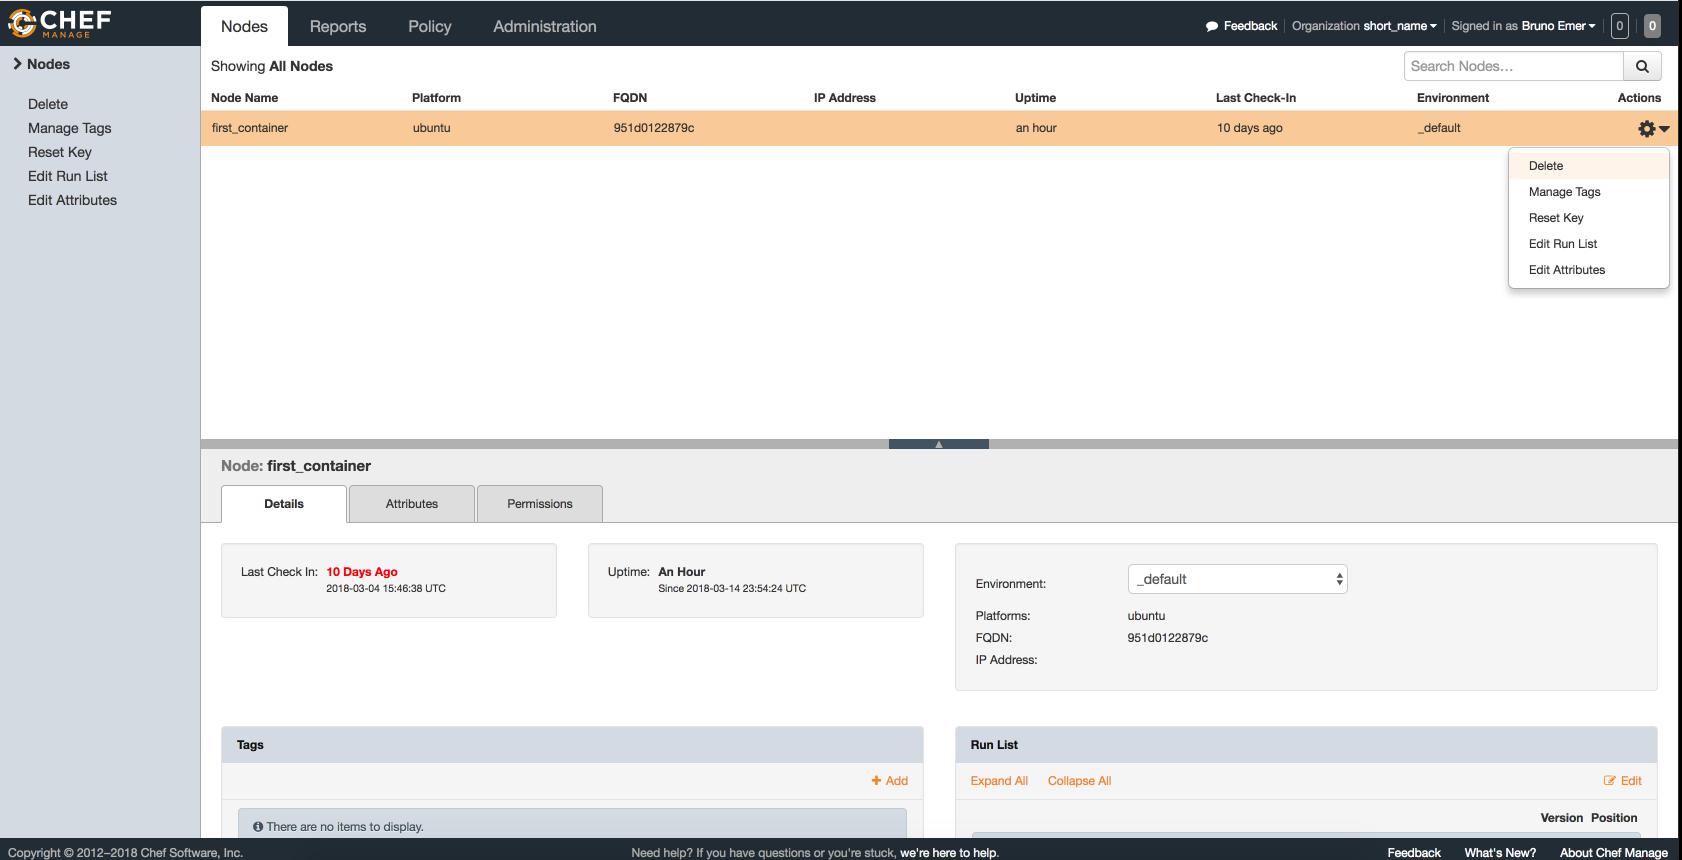 CHEF
MANAGE
Nodes
Reports
Policy
Administration
Feedback
Organization short_name
Signed in as Bruno Emer
0
0
Nodes
Delete
Manage Tags
Reset Key
Edit Run List
Edit Attributes
Showing All Nodes
Search Nodes...
Node Name Platform FQDN IP Address Uptime Last Check-In Environment Actions
first_container ubuntu 951d0122879c an hour 10 days ago _default
Delete
Manage Tags
Reset Key
Edit Run List
Edit Attributes
Node: first_container
Details
Attributes
Permissions
Last Check In: 10 Days Ago
2018-03-04 15:46:38 UTC
Uptime: An Hour
Since 2018-03-14 23:54:24 UTC
Environment: _default
Platforms: ubuntu
FQDN: 951d0122879c
IP Address:
Tags
+ Add
There are no items to display.
Run List
Expand All Collapse All Edit
Version Position
Copyright © 2012–2018 Chef Software, Inc.
Need help? If you have questions or you're stuck, we're here to help.
Feedback What's New? About Chef Manage